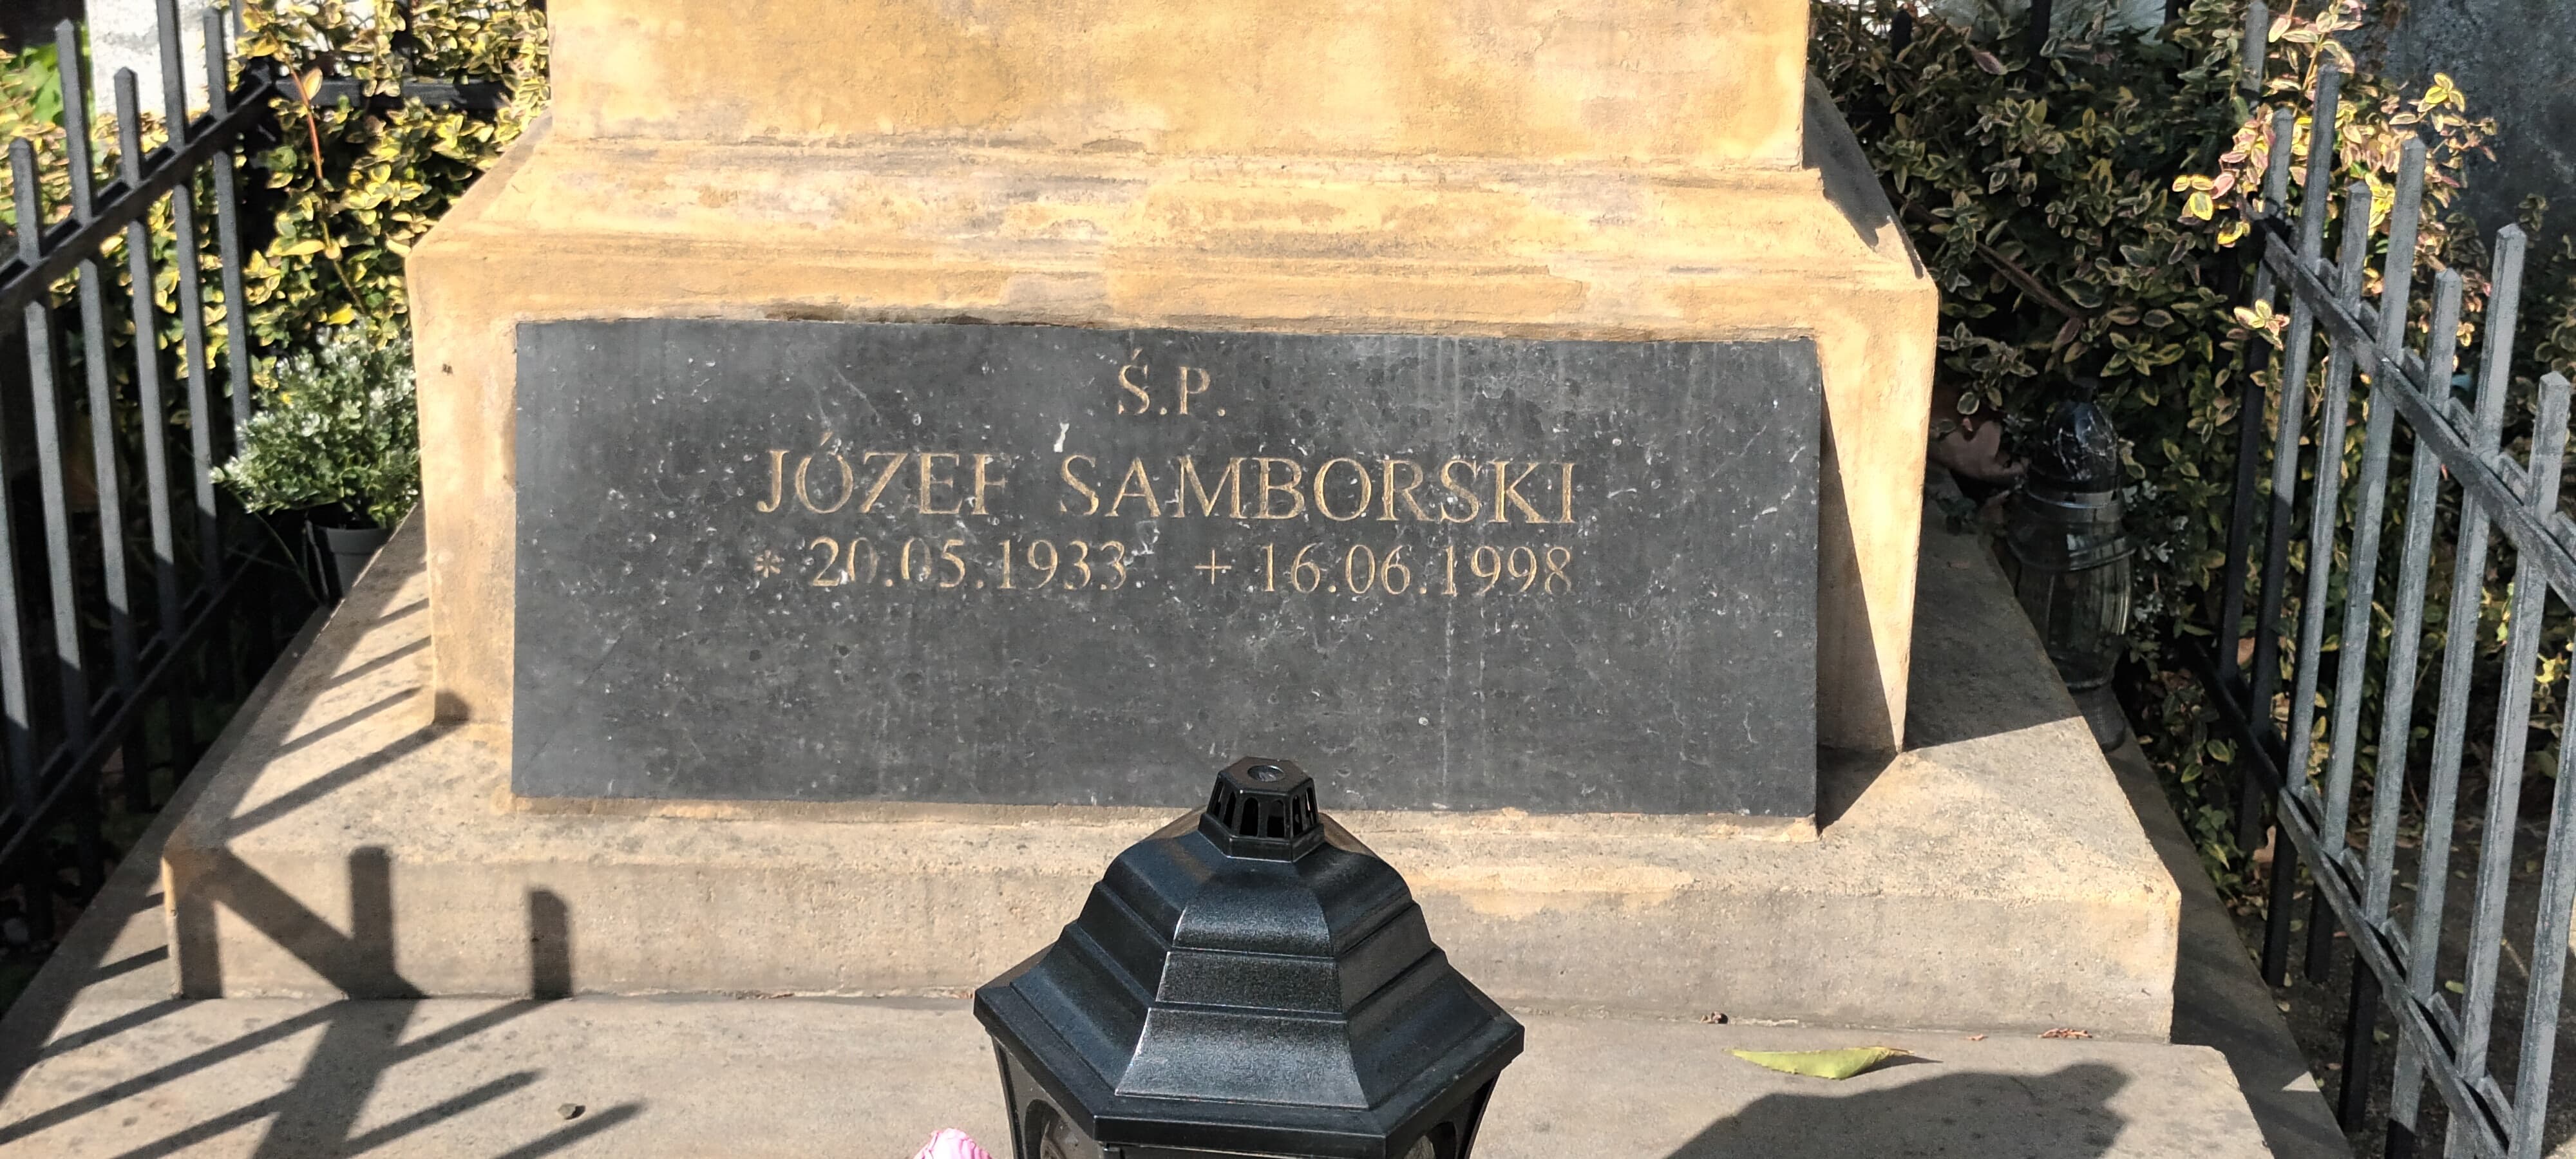 Ś.P.
JÓZEF SAMBORSKI
* 20.05.1933. + 16.06.1998